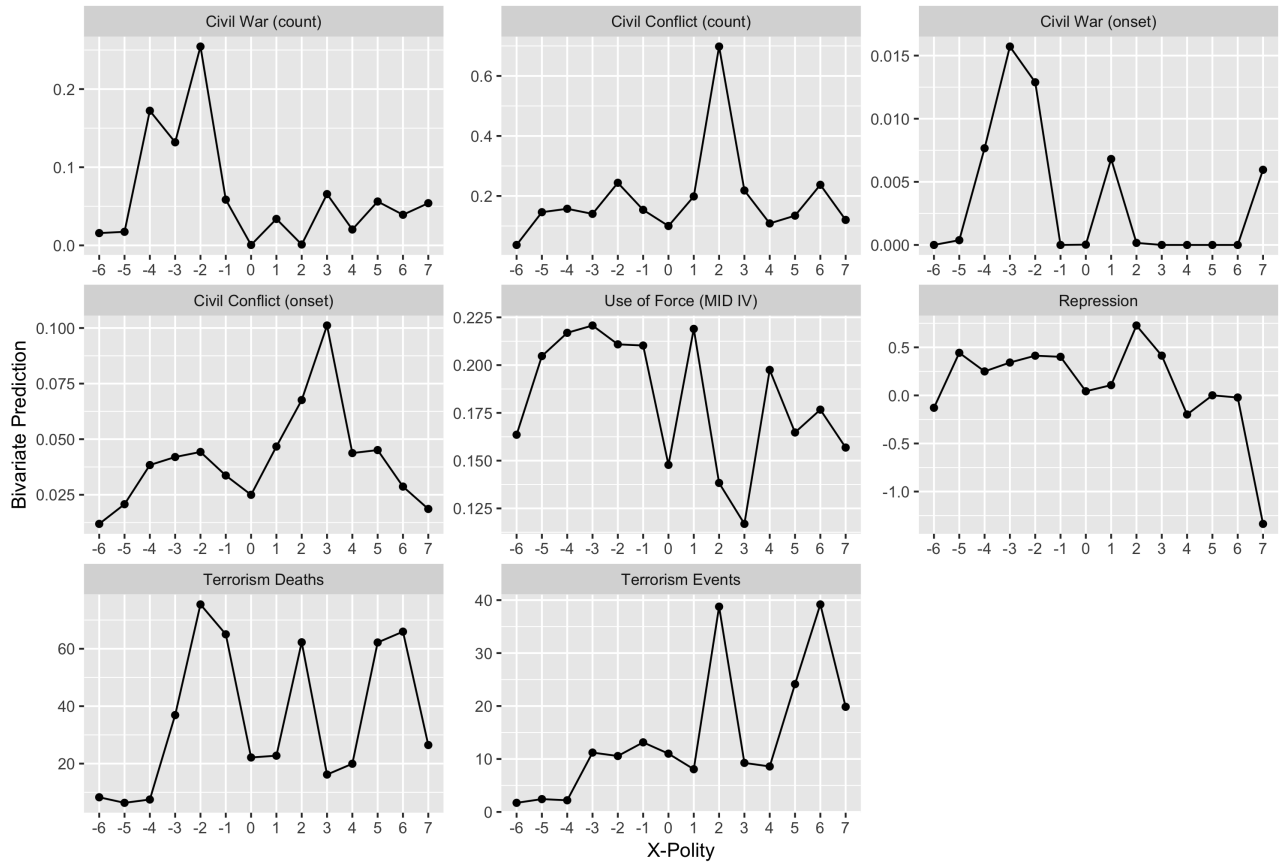 Civil War (count) Civil Conflict (count) Civil War (onset)
0.2
0.1
0.0
-6 -5 -4 -3 -2 -1 0 1 2 3 4 5 6 7
0.6
0.4
0.2
-6 -5 -4 -3 -2 -1 0 1 2 3 4 5 6 7
0.015
0.010
0.005
0.000
-6 -5 -4 -3 -2 -1 0 1 2 3 4 5 6 7
Bivariate Prediction
Civil Conflict (onset) Use of Force (MID IV) Repression
0.100
0.075
0.050
0.025
-6 -5 -4 -3 -2 -1 0 1 2 3 4 5 6 7
0.225
0.200
0.175
0.150
0.125
-6 -5 -4 -3 -2 -1 0 1 2 3 4 5 6 7
0.5
0.0
-0.5
-1.0
-6 -5 -4 -3 -2 -1 0 1 2 3 4 5 6 7
Terrorism Deaths Terrorism Events
60
40
20
-6 -5 -4 -3 -2 -1 0 1 2 3 4 5 6 7
40
30
20
10
0
-6 -5 -4 -3 -2 -1 0 1 2 3 4 5 6 7
X-Polity